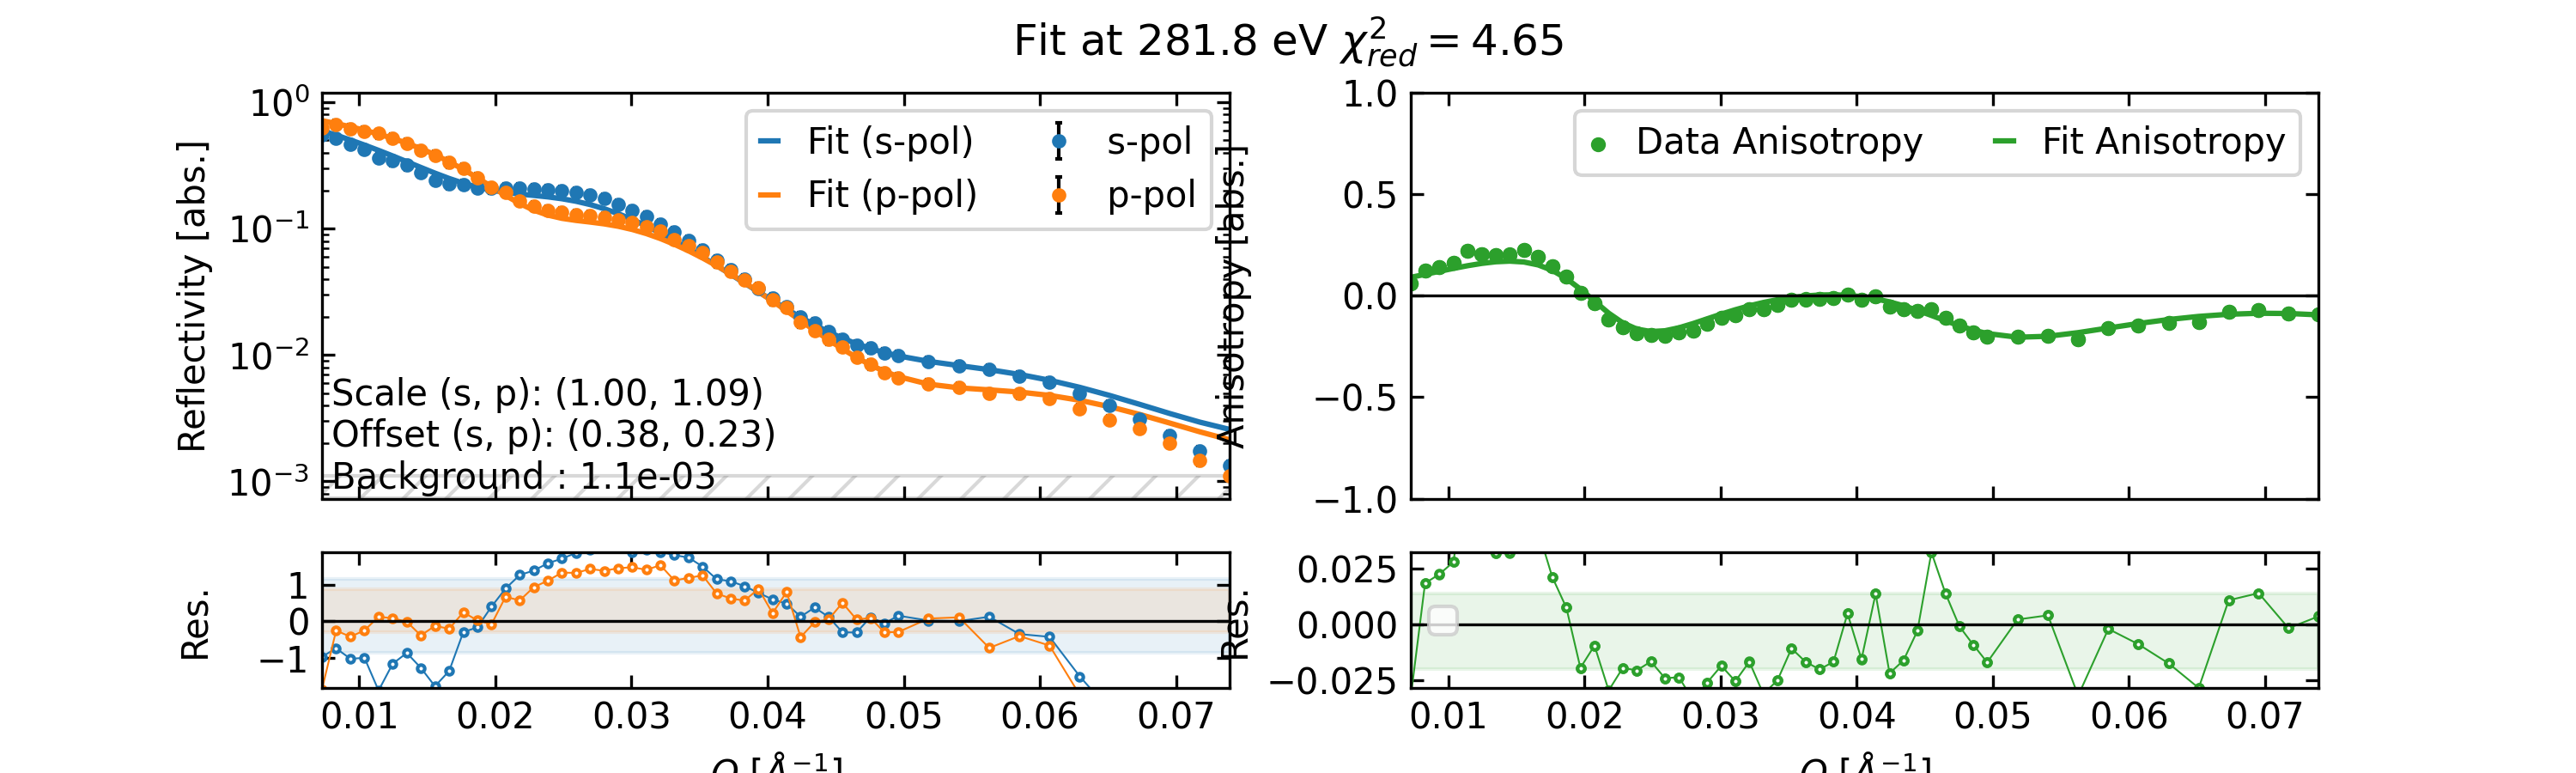 Fit at 281.8 eV χ²red = 4.65
Reflectivity [abs.]
10⁰
10⁻¹
10⁻²
10⁻³
Fit (s-pol)
Fit (p-pol)
s-pol
p-pol
Scale (s, p): (1.00, 1.09)
Offset (s, p): (0.38, 0.23)
Background : 1.1e-03
Anisotropy [abs.]
1.0
0.5
0.0
−0.5
−1.0
Data Anisotropy
Fit Anisotropy
Res.
1
0
−1
0.01 0.02 0.03 0.04 0.05 0.06 0.07
Q [Å⁻¹]
Res.
0.025
0.000
−0.025
0.01 0.02 0.03 0.04 0.05 0.06 0.07
Q [Å⁻¹]